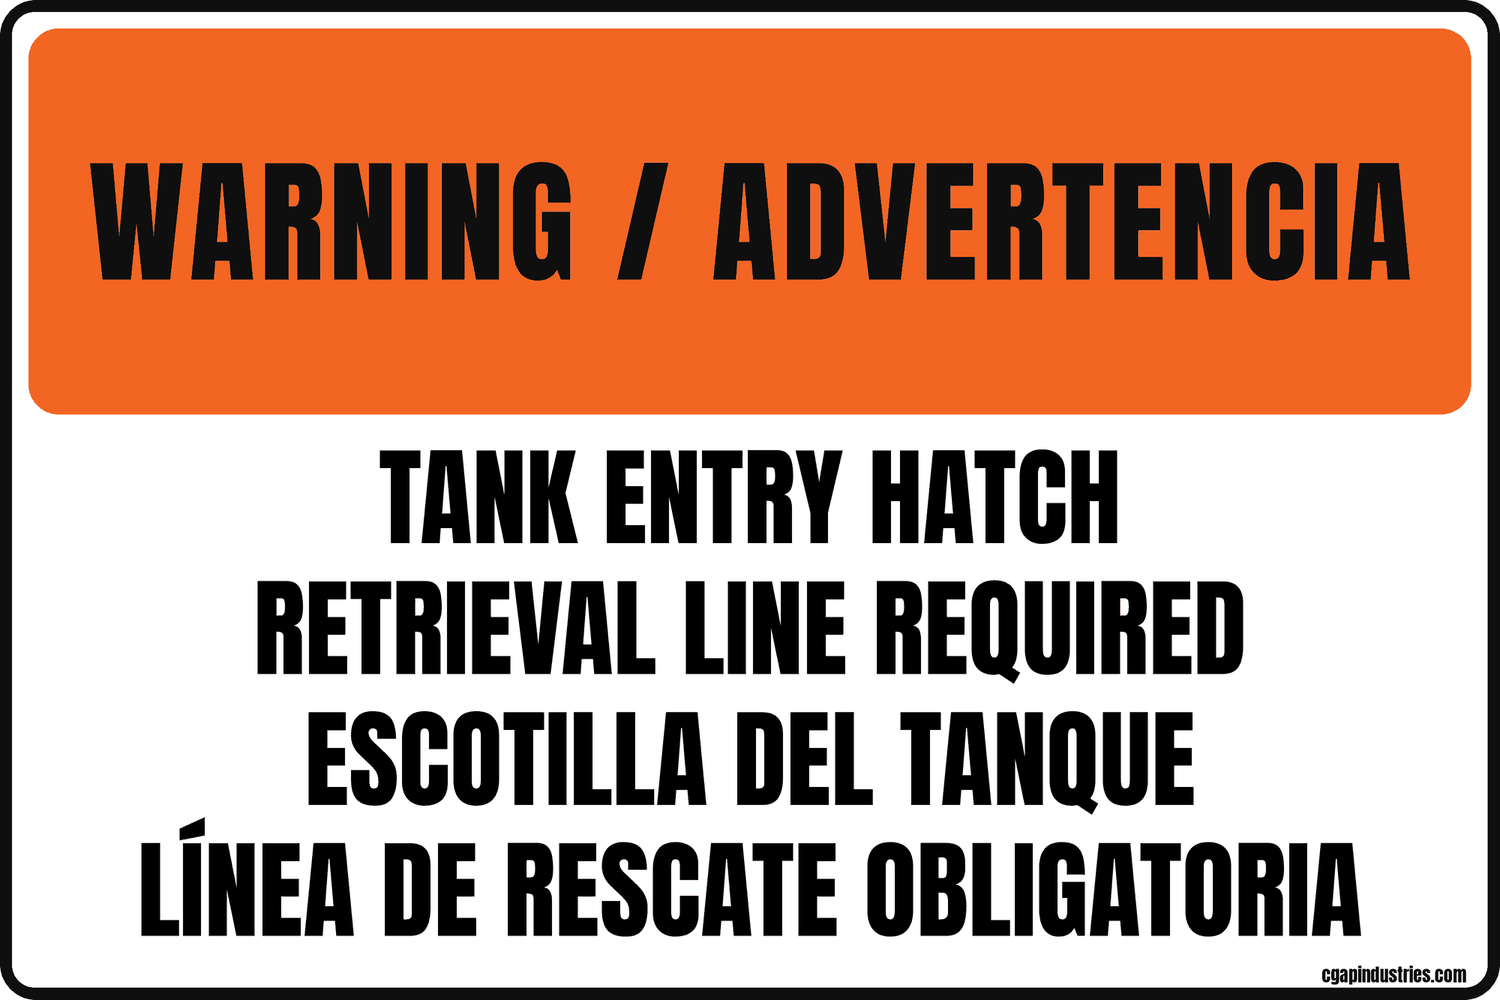 WARNING / ADVERTENCIA
TANK ENTRY HATCH
RETRIEVAL LINE REQUIRED
ESCOTILLA DEL TANQUE
LÍNEA DE RESCATE OBLIGATORIA
cgapindustries.com